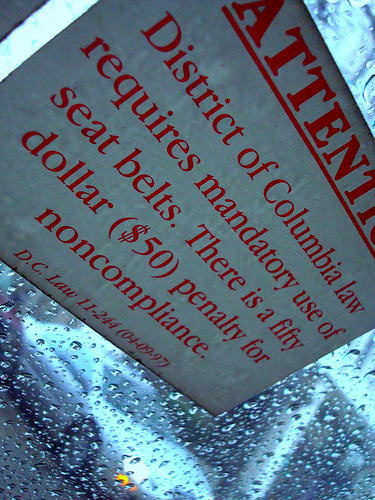 ATTENTI
District of Columbia law
requires mandatory use of
seat belts. There is a fifty
dollar ($50) penalty for
noncompliance.
D.C. Law 11-244 (04-09-97)